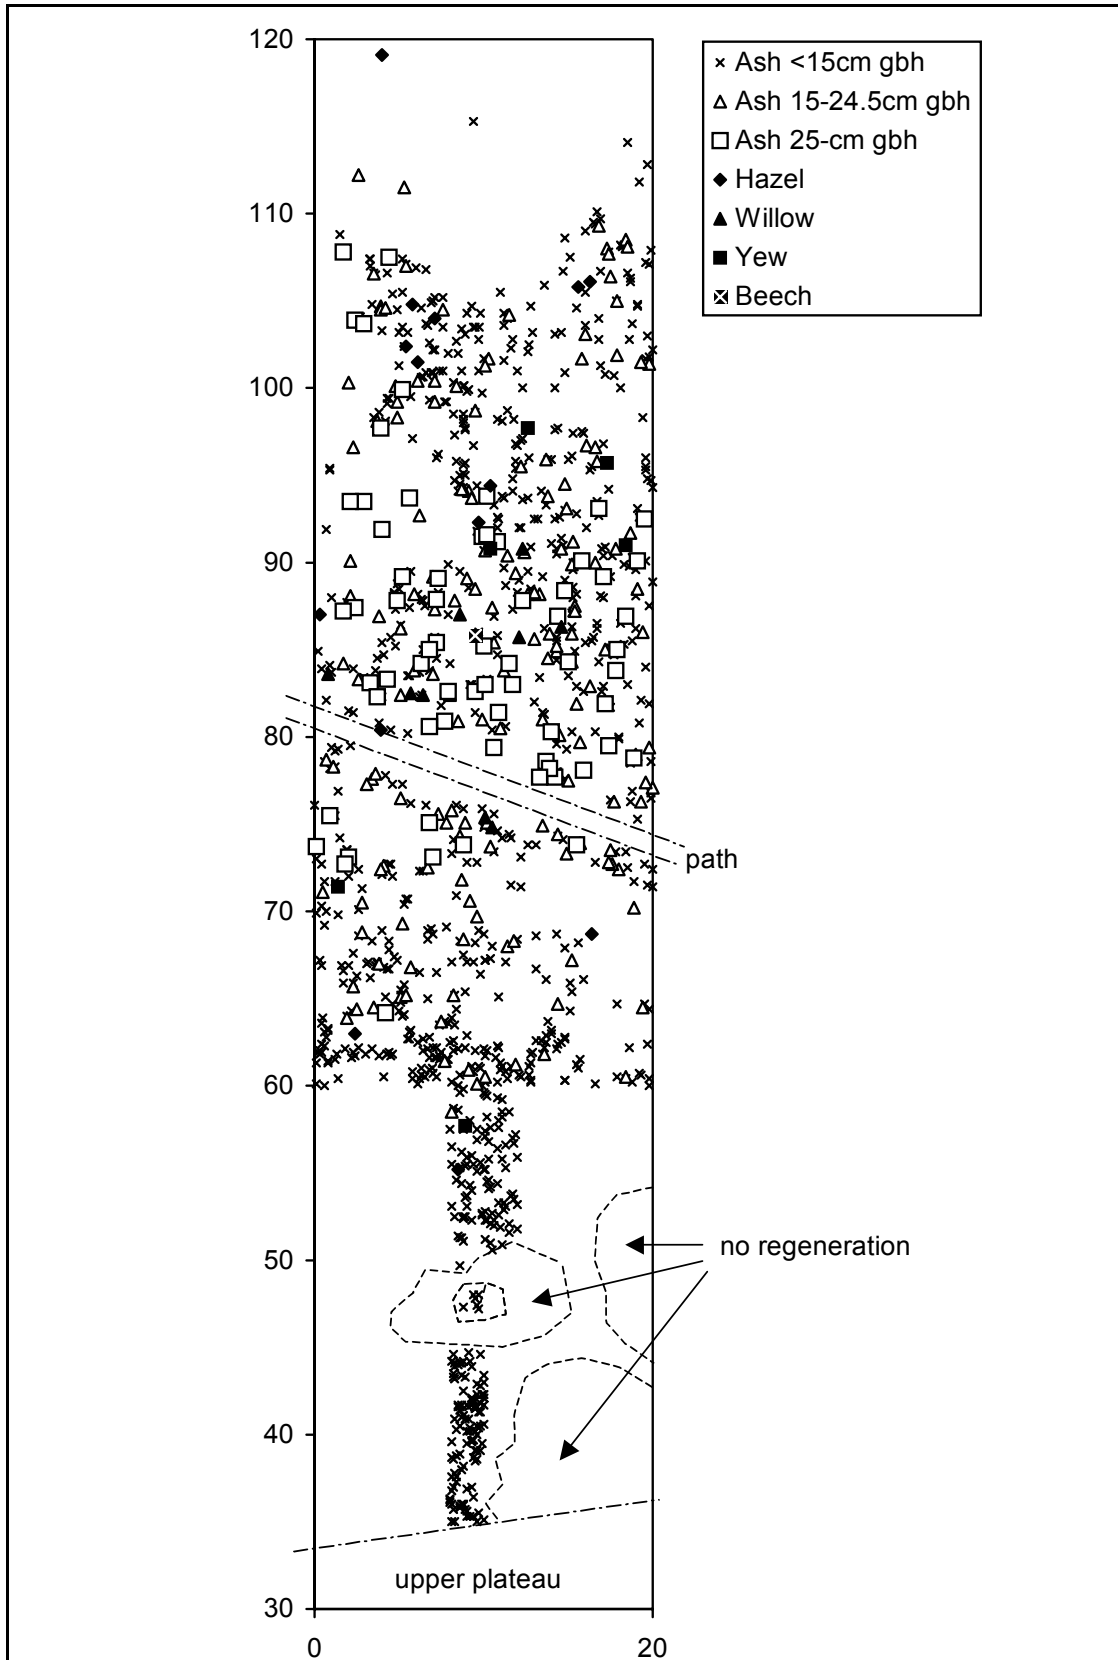 120
110
100
90
80
70
60
50
40
30
0
20
Ash <15cm gbh
Ash 15-24.5cm gbh
Ash 25-cm gbh
Hazel
Willow
Yew
Beech
path
no regeneration
upper plateau